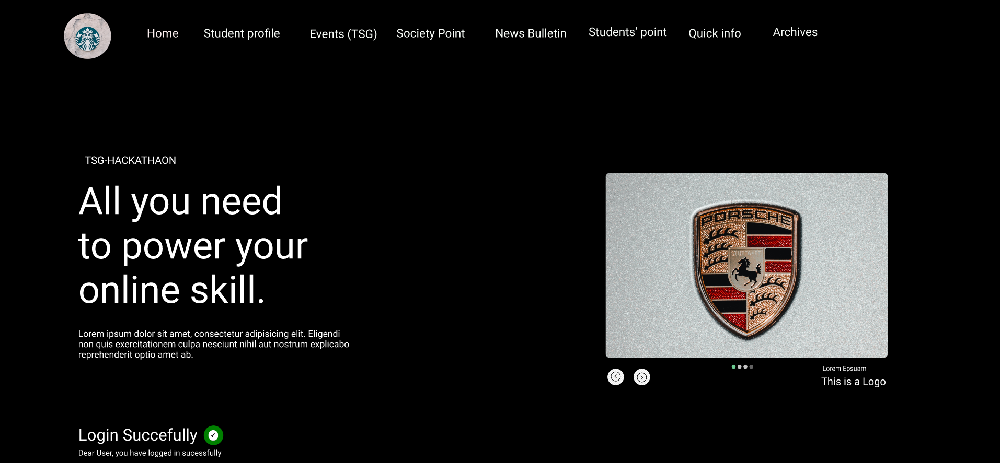 Home Student profile Events (TSG) Society Point News Bulletin Students’ point Quick info Archives
TSG-HACKATHAON
All you need
to power your
online skill.
Lorem ipsum dolor sit amet, consectetur adipisicing elit. Eligendi
non quis exercitationem culpa nesciunt nihil aut nostrum explicabo
reprehenderit optio amet ab.
PORSCHE
STUTTGART
Lorem Epsuam
This is a Logo
Login Succefully
Dear User, you have logged in sucessfully